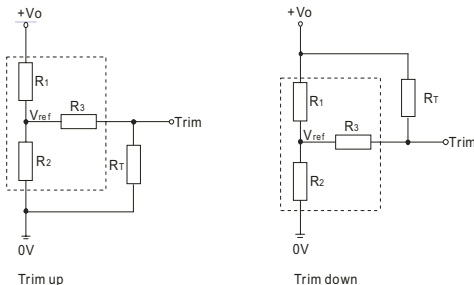 +Vo
R1
R3
Vref
Trim
R2
RT
0V
Trim up
+Vo
R1
RT
R3
Vref
Trim
R2
0V
Trim down